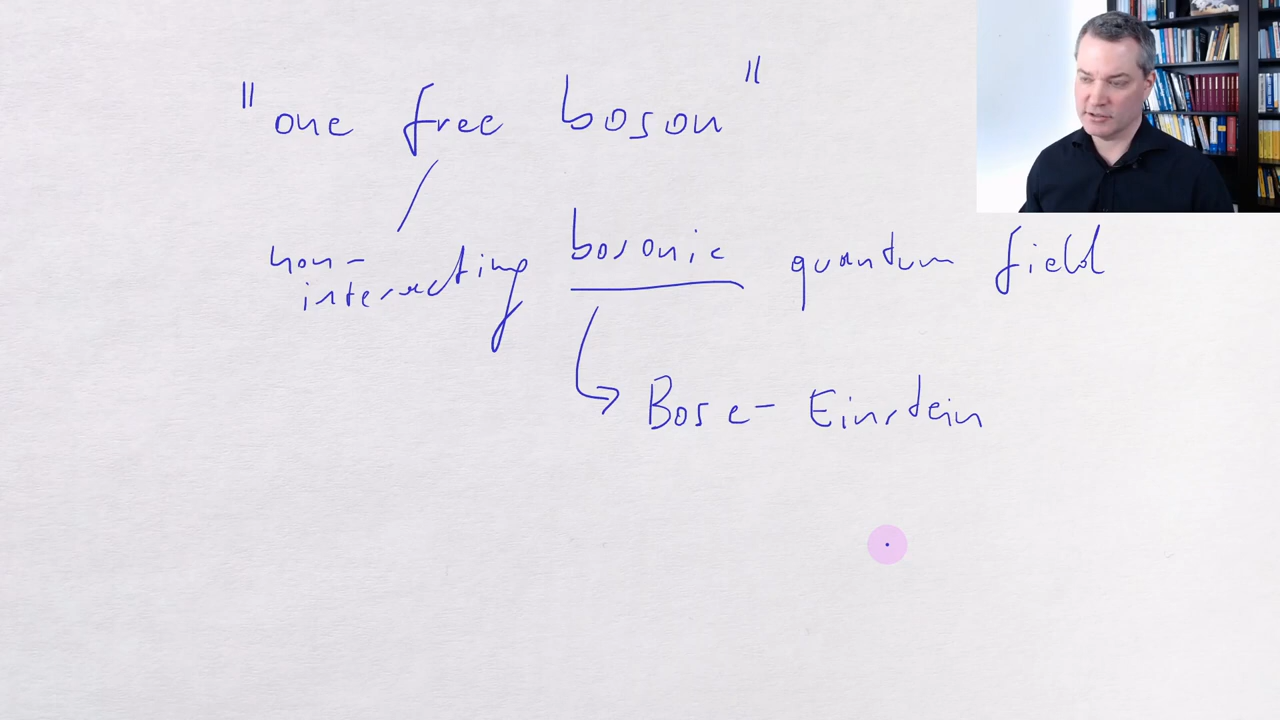 "one free boson"
non-
interacting bosonic quantum field
Bose-Einstein